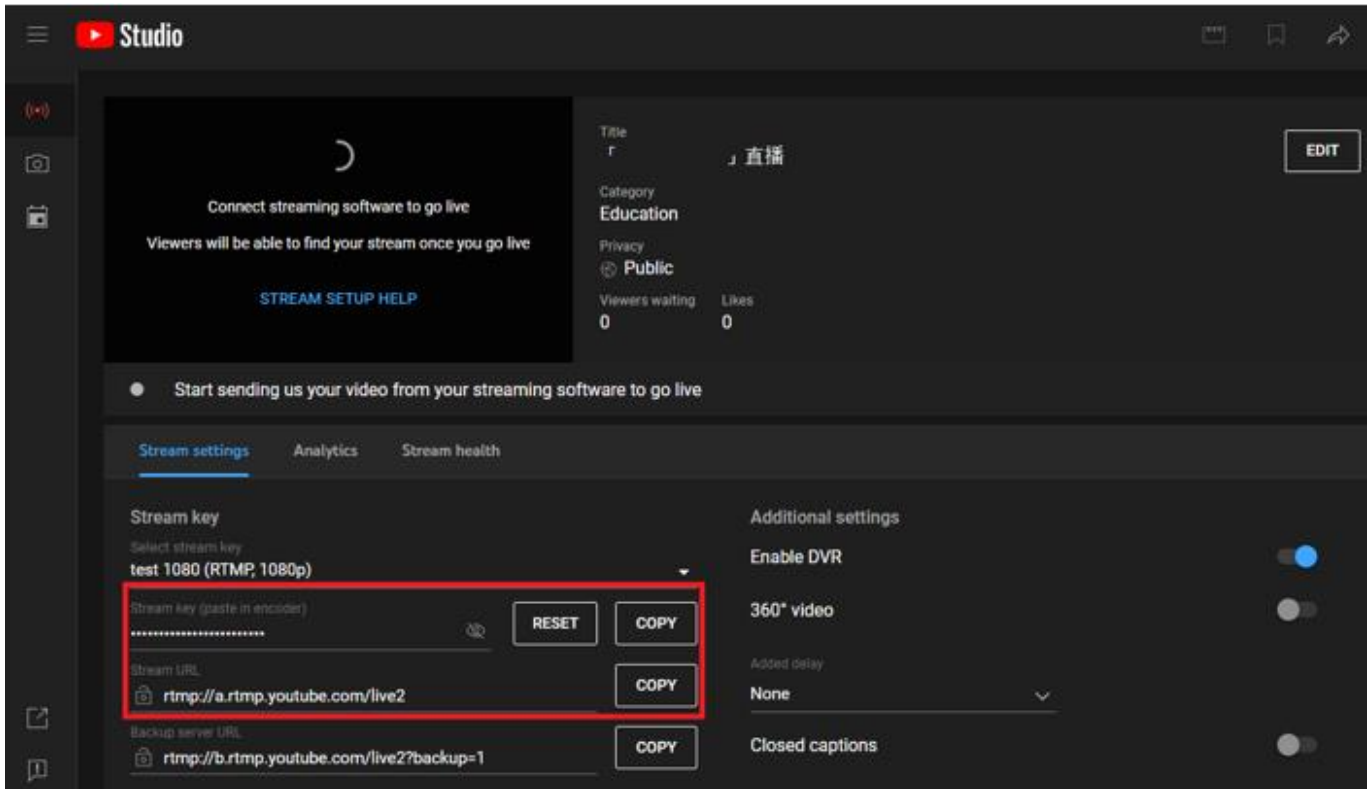 Studio
Connect streaming software to go live
Viewers will be able to find your stream once you go live
STREAM SETUP HELP
Title
「 」直播
EDIT
Category
Education
Privacy
Public
Viewers waiting Likes
0 0
Start sending us your video from your streaming software to go live
Stream settings Analytics Stream health
Stream key
Select stream key
test 1080 (RTMP, 1080p)
Stream key (paste in encoder)
•••••••••••••••••••••••• RESET COPY
Stream URL
rtmp://a.rtmp.youtube.com/live2 COPY
Backup server URL
rtmp://b.rtmp.youtube.com/live2?backup=1 COPY
Additional settings
Enable DVR
360° video
Added delay
None
Closed captions